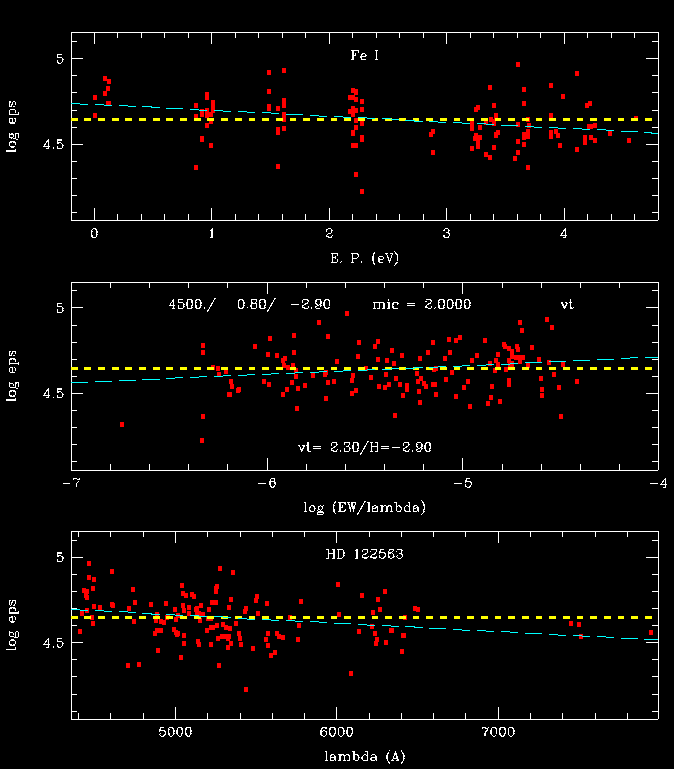 Fe I
5
log eps
4.5
0 1 2 3 4
E. P. (eV)
4500./ 0.80/ -2.90 mic = 2.0000 vt
5
log eps
4.5
vt= 2.30/H=-2.90
-7 -6 -5 -4
log (EW/lambda)
HD 122563
5
log eps
4.5
5000 6000 7000
lambda (A)